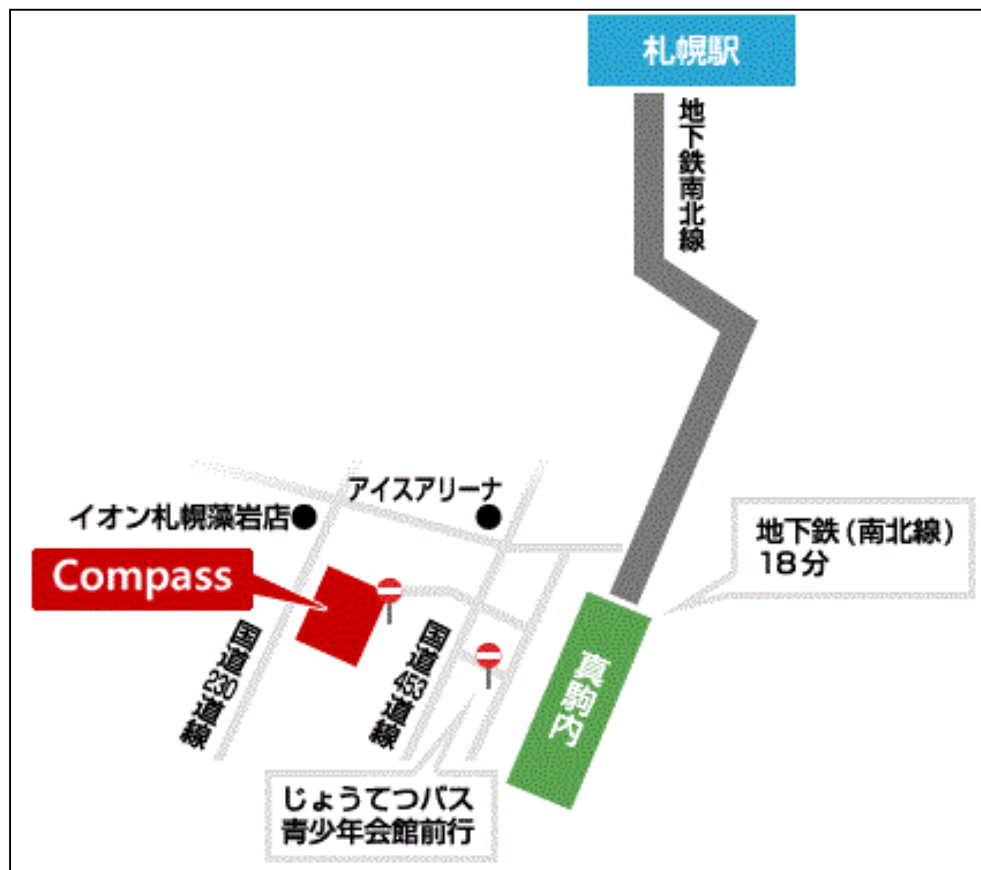 札幌駅
地下鉄南北線
アイスアリーナ
イオン札幌藻岩店
地下鉄(南北線)
18分
Compass
国道230道線
国道453道線
真駒内
じょうてつバス
青少年会館前行